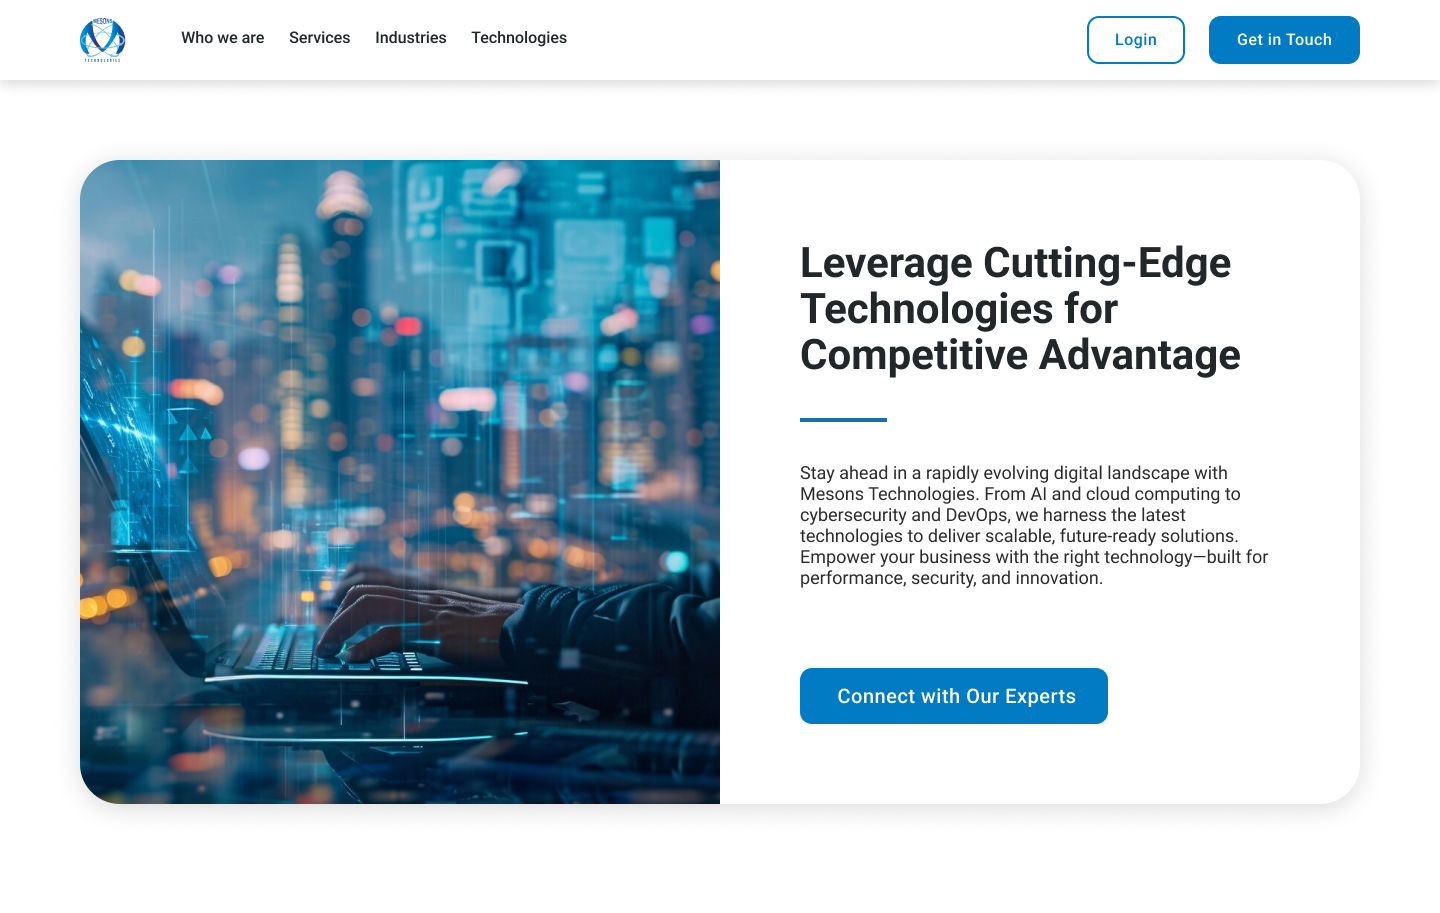 MESONS
TECHNOLOGIES
Who we are
Services
Industries
Technologies
Login
Get in Touch
Leverage Cutting-Edge
Technologies for
Competitive Advantage
Stay ahead in a rapidly evolving digital landscape with
Mesons Technologies. From AI and cloud computing to
cybersecurity and DevOps, we harness the latest
technologies to deliver scalable, future-ready solutions.
Empower your business with the right technology—built for
performance, security, and innovation.
Connect with Our Experts